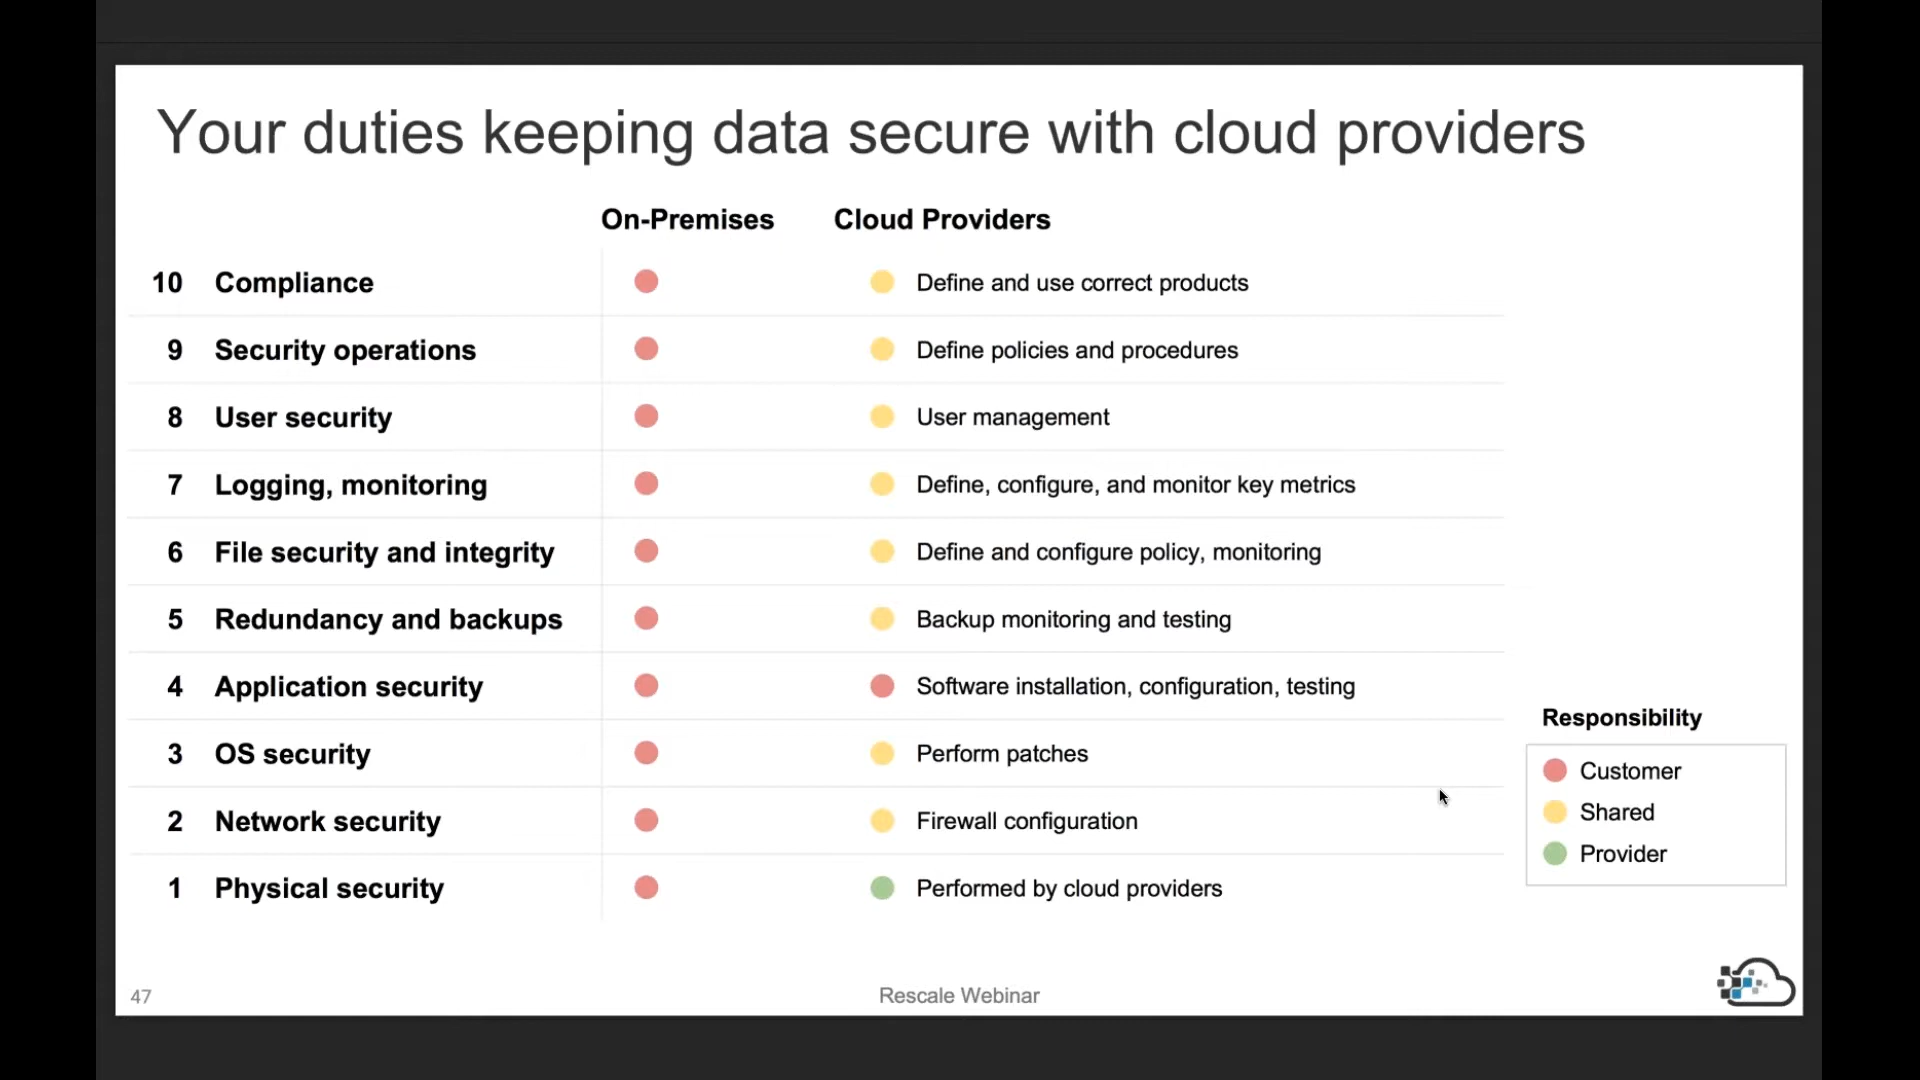 Your duties keeping data secure with cloud providers
On-Premises Cloud Providers
10 Compliance Define and use correct products
9 Security operations Define policies and procedures
8 User security User management
7 Logging, monitoring Define, configure, and monitor key metrics
6 File security and integrity Define and configure policy, monitoring
5 Redundancy and backups Backup monitoring and testing
4 Application security Software installation, configuration, testing
3 OS security Perform patches
2 Network security Firewall configuration
1 Physical security Performed by cloud providers
Responsibility
Customer
Shared
Provider
47 Rescale Webinar